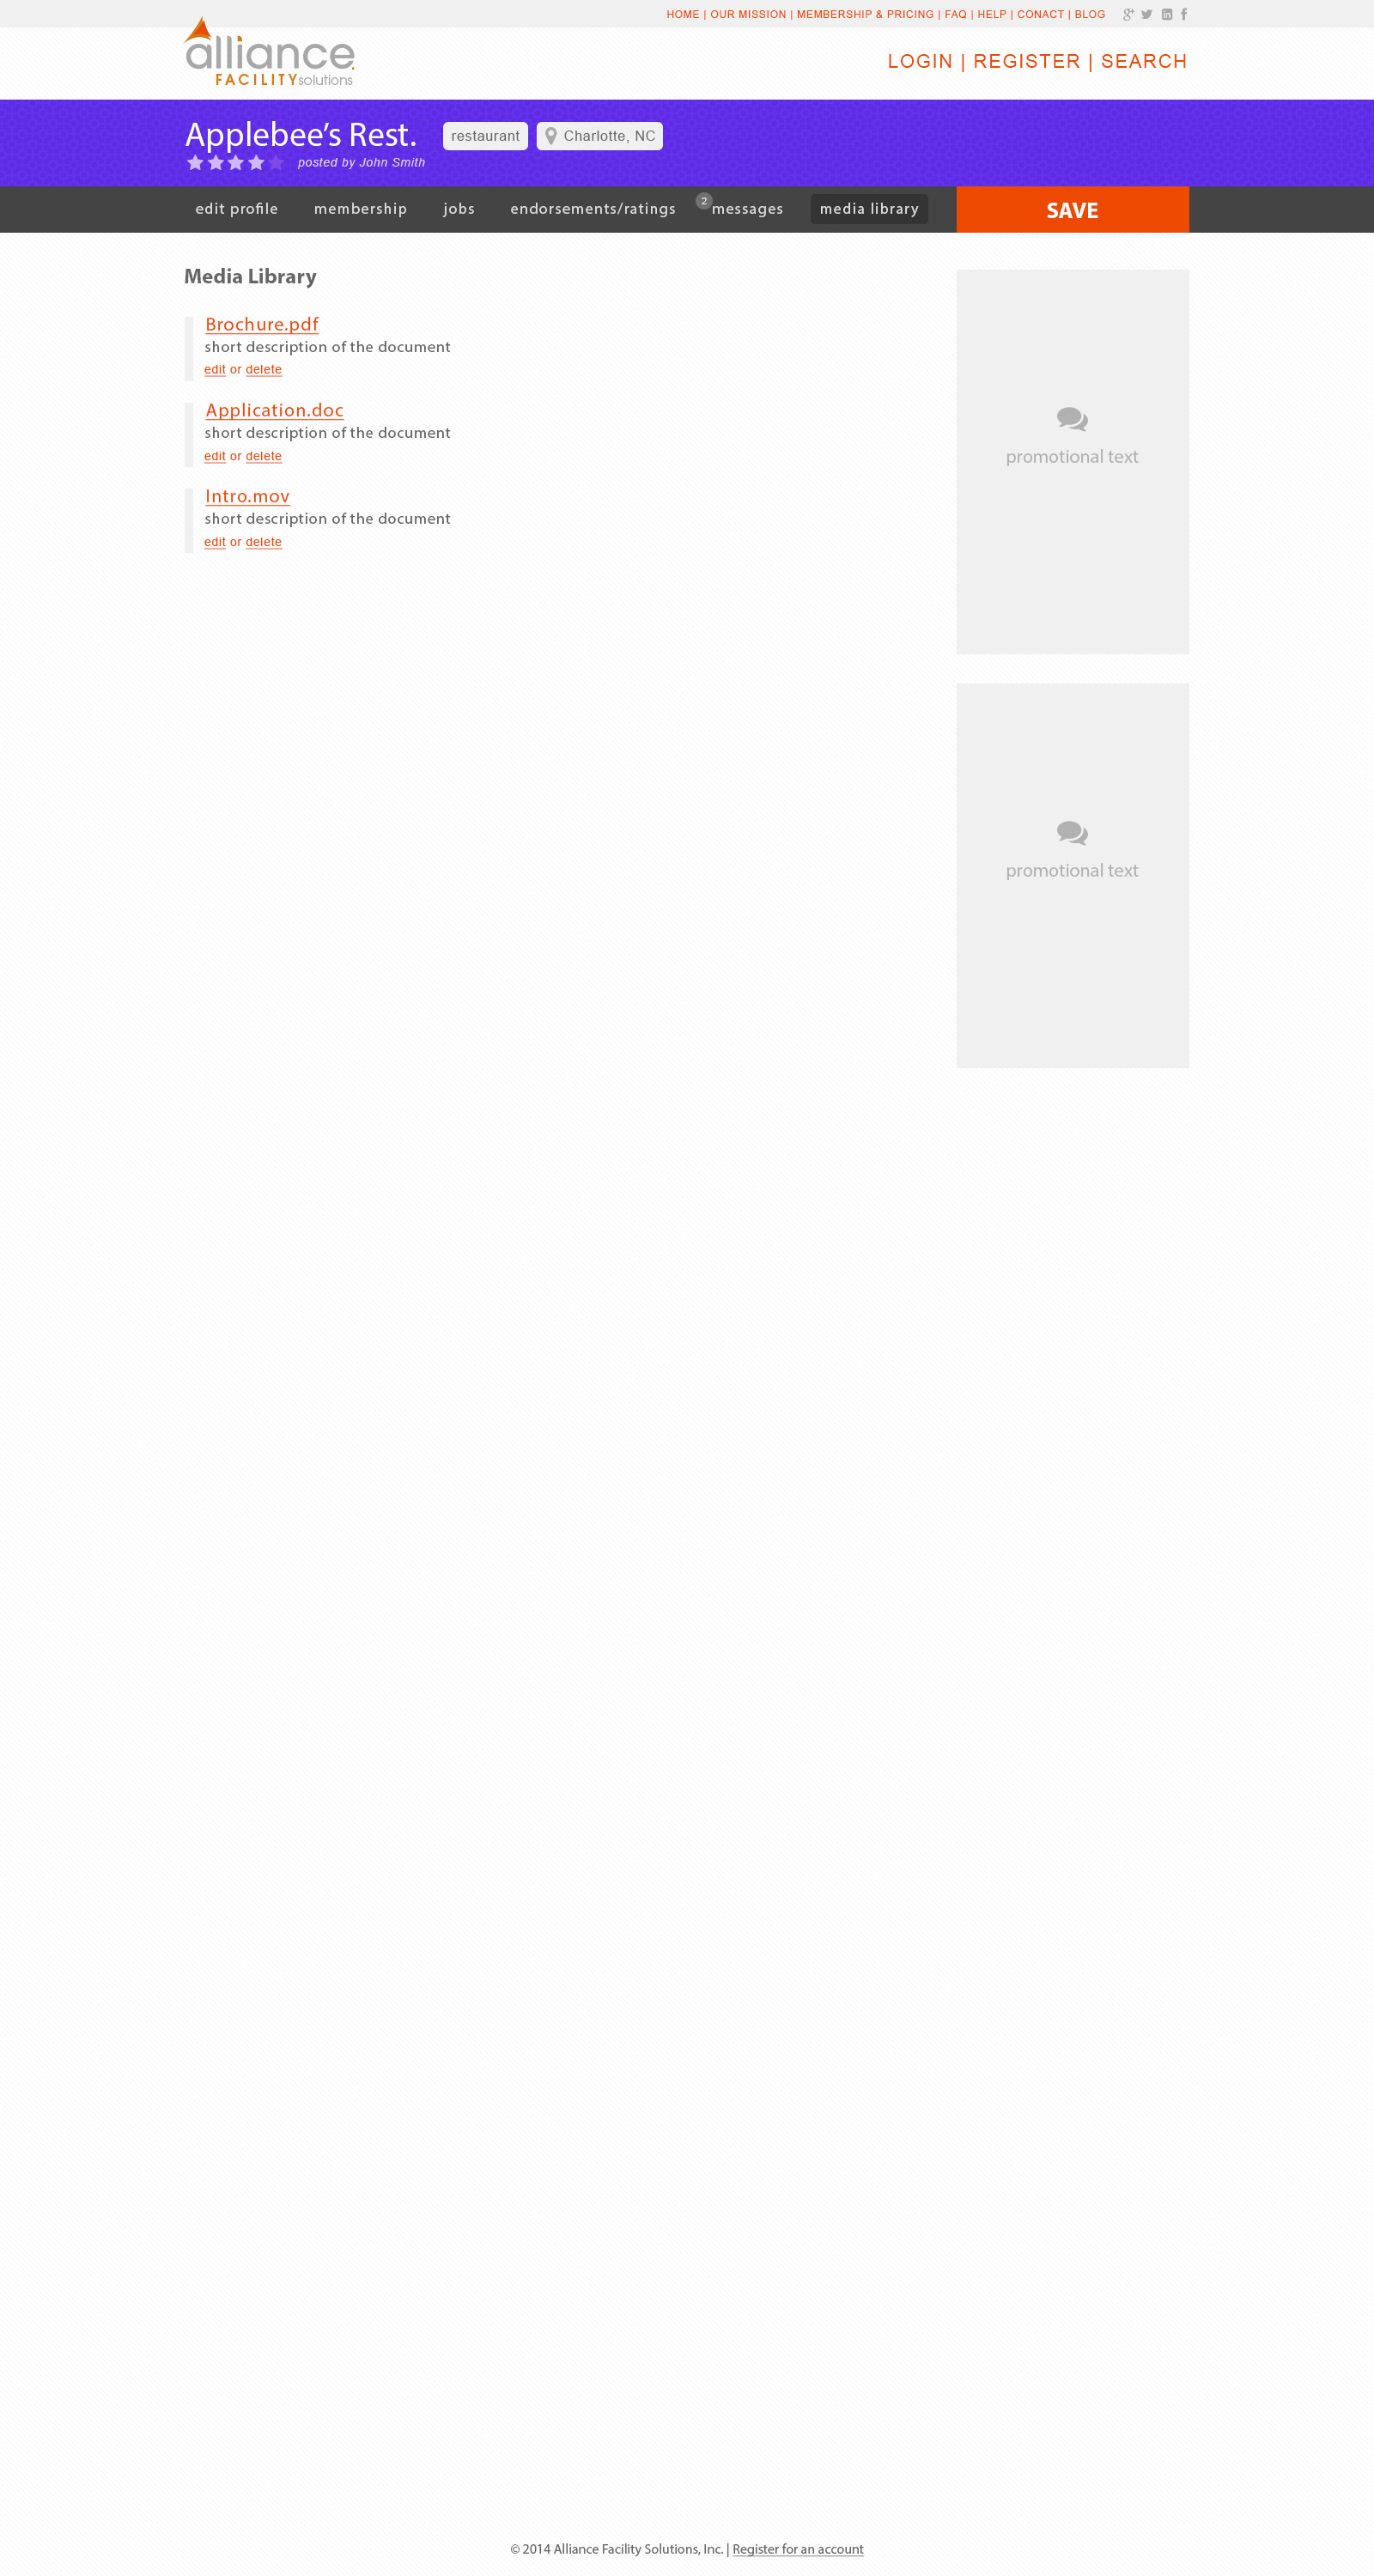 HOME | OUR MISSION | MEMBERSHIP & PRICING | FAQ | HELP | CONACT | BLOG
alliance
FACILITY solutions
LOGIN | REGISTER | SEARCH
Applebee’s Rest.
restaurant
Charlotte, NC
posted by John Smith
edit profile
membership
jobs
endorsements/ratings
2
messages
media library
SAVE
Media Library
Brochure.pdf
short description of the document
edit or delete
Application.doc
short description of the document
edit or delete
Intro.mov
short description of the document
edit or delete
promotional text
promotional text
© 2014 Alliance Facility Solutions, Inc. | Register for an account